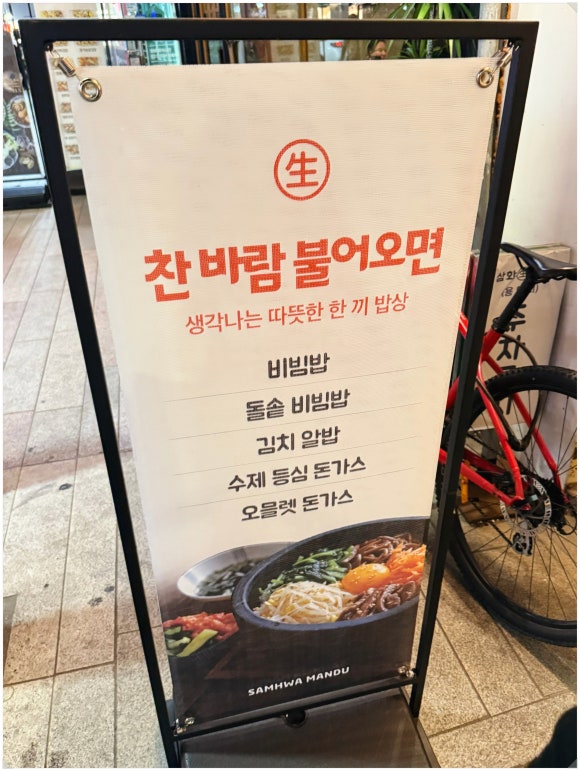 生
찬 바람 불어오면
생각나는 따뜻한 한 끼 밥상
비빔밥
돌솥 비빔밥
김치 알밥
수제 등심 돈가스
오믈렛 돈가스
SAMHWA MANDU
삼화